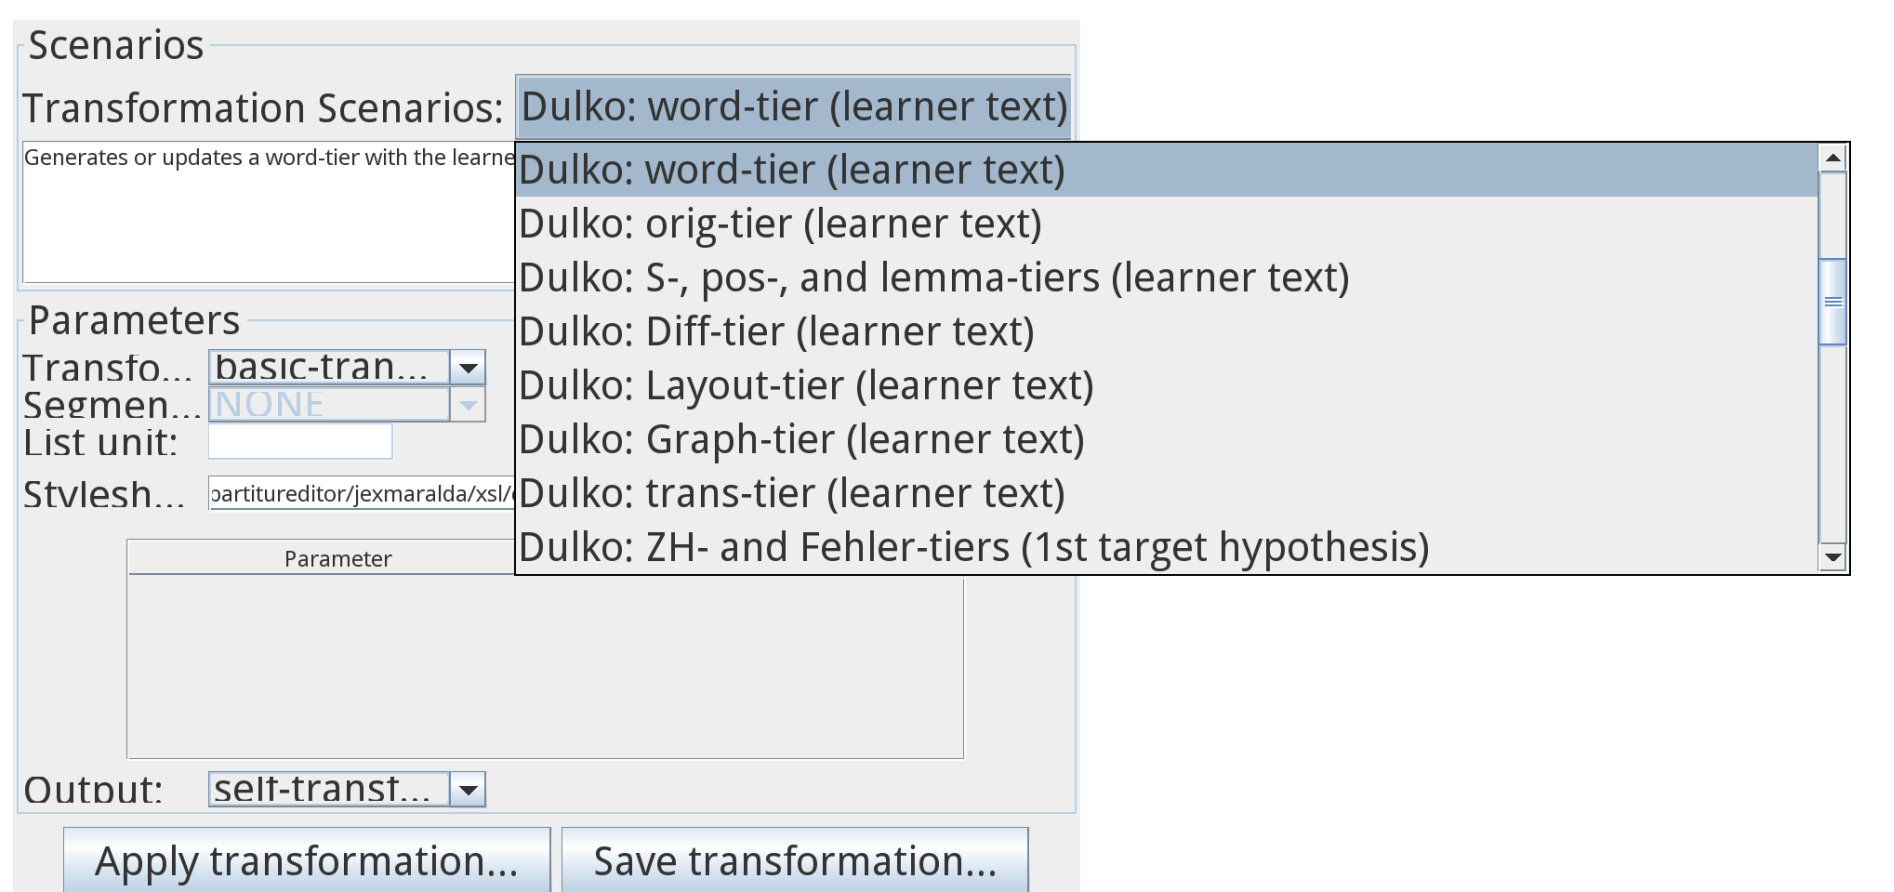 Scenarios
Transformation Scenarios: Dulko: word-tier (learner text)
Generates or updates a word-tier with the learne
Dulko: word-tier (learner text)
Dulko: orig-tier (learner text)
Dulko: S-, pos-, and lemma-tiers (learner text)
Dulko: Diff-tier (learner text)
Dulko: Layout-tier (learner text)
Dulko: Graph-tier (learner text)
Dulko: trans-tier (learner text)
Dulko: ZH- and Fehler-tiers (1st target hypothesis)
Parameters
Transfo... basic-tran...
Segmen... NONE
List unit:
Stylesh... partitureditor/jexmaralda/xsl/
Parameter
Output: self-transf...
Apply transformation... Save transformation...